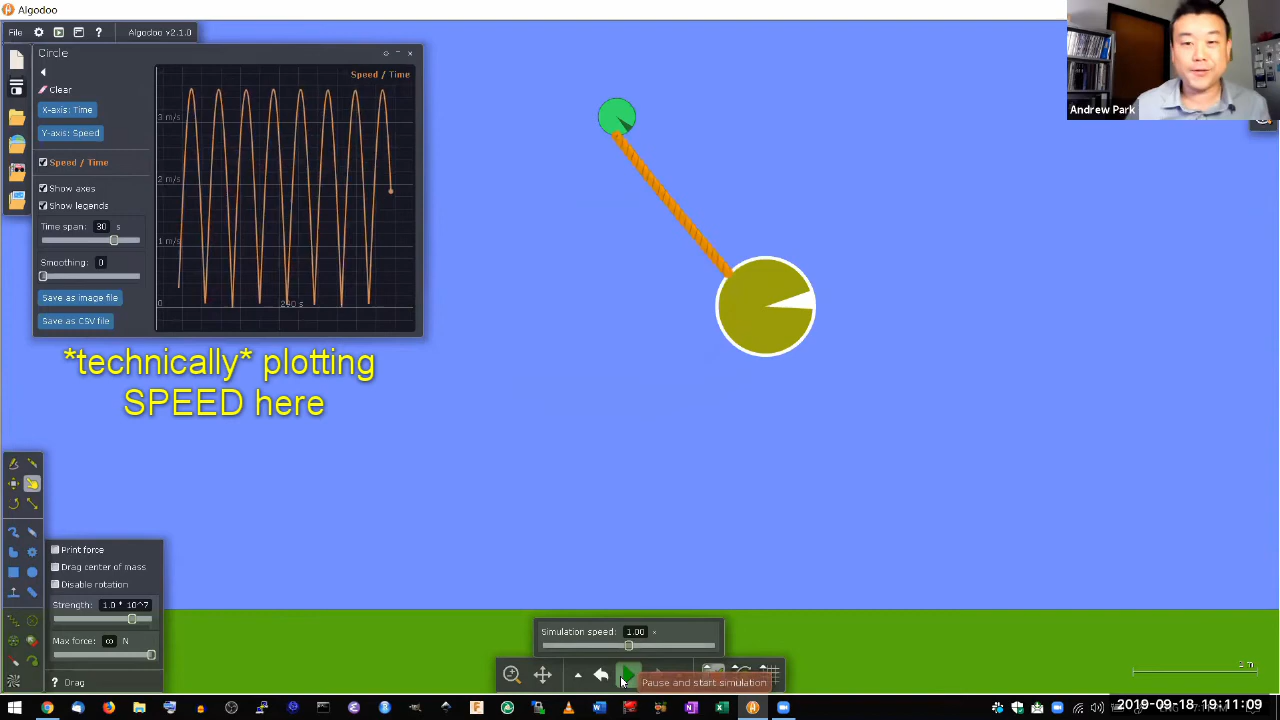 Algodoo
File
?
Algodoo v2.1.0
Circle
Clear
X-axis: Time
Y-axis: Speed
Speed / Time
Show axes
Show legends
Time span: 30 s
Smoothing: 0
Save as image file
Save as CSV file
Speed / Time
3 m/s
2 m/s
1 m/s
0
Andrew Park
*technically* plotting
SPEED here
Print force
Drag center of mass
Disable rotation
Strength: 1.0 * 10^7
Max force: ∞ N
? Drag
Simulation speed: 1.00 x
Pause and start simulation
2019-09-18 19:11:09